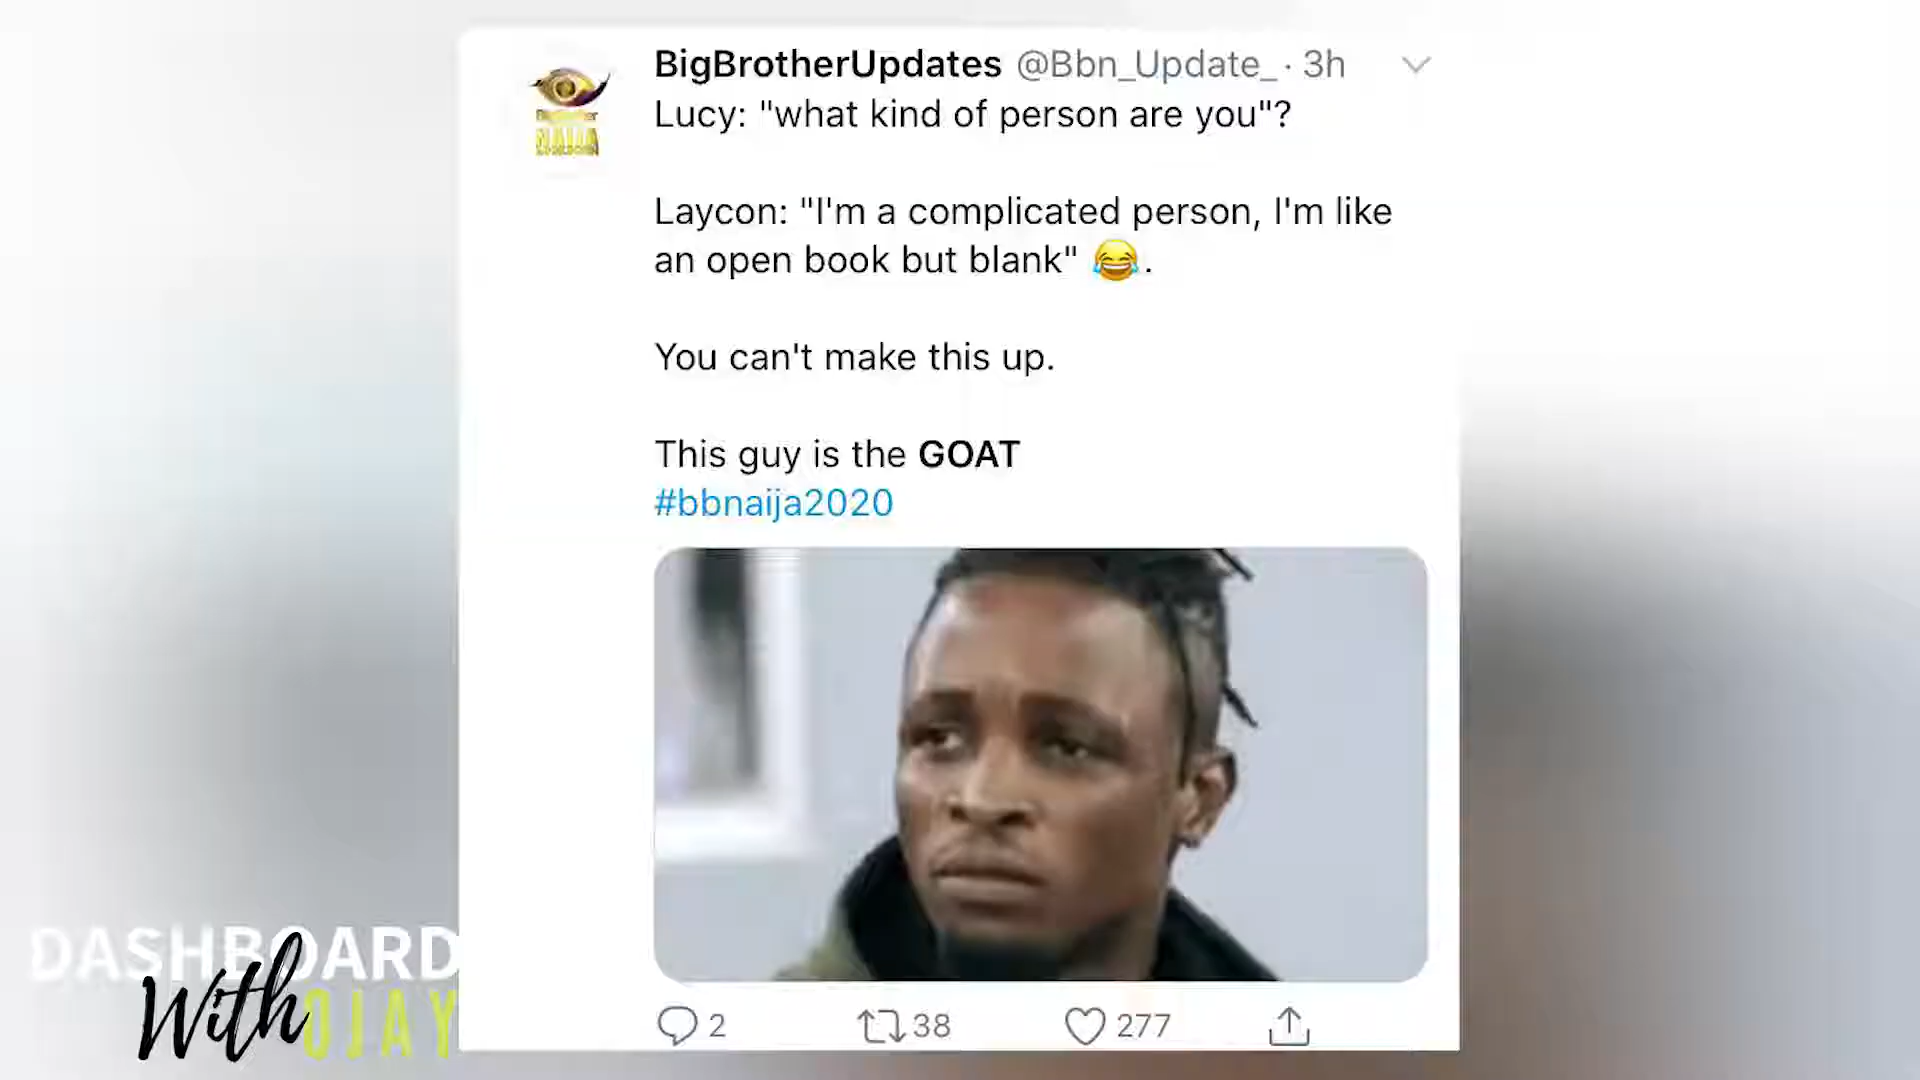 BigBrotherUpdates @Bbn_Update_ · 3h
Lucy: "what kind of person are you"?
Laycon: "I'm a complicated person, I'm like
an open book but blank" 😂.
You can't make this up.
This guy is the GOAT
#bbnaija2020
2 38 277
NAIJA
DASHBOARD
With OJAY